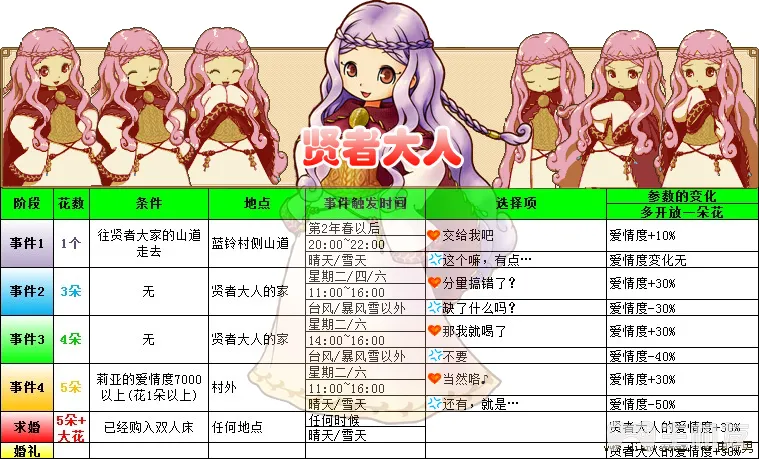 贤者大人
阶段 花数 条件 地点 事件触发时间 选择项 参数的变化
多开放一朵花
事件1 1个 往贤者大家的山道走去 蓝铃村侧山道 第2年春以后 交给我吧 爱情度+10%
20:00~22:00
晴天/雪天 这个嘛，有点… 爱情度变化无
事件2 3朵 无 贤者大人的家 星期二/四/六 分量搞错了? 爱情度+30%
11:00~16:00
台风/暴风雪以外 缺了什么吗? 爱情度-30%
事件3 4朵 无 贤者大人的家 星期二/六 那我就喝了 爱情度+30%
14:00~16:00
台风/暴风雪以外 不要 爱情度-40%
事件4 5朵 莉亚的爱情度7000以上(花1朵以上) 村外 星期二/六 当然咯♪ 爱情度+30%
11:00~16:00
晴天/雪天 还有，就是… 爱情度-50%
求婚 5朵+大花 已经购入双人床 任何地点 任何时候 贤者大人的爱情度+30%
晴天/雪天
婚礼